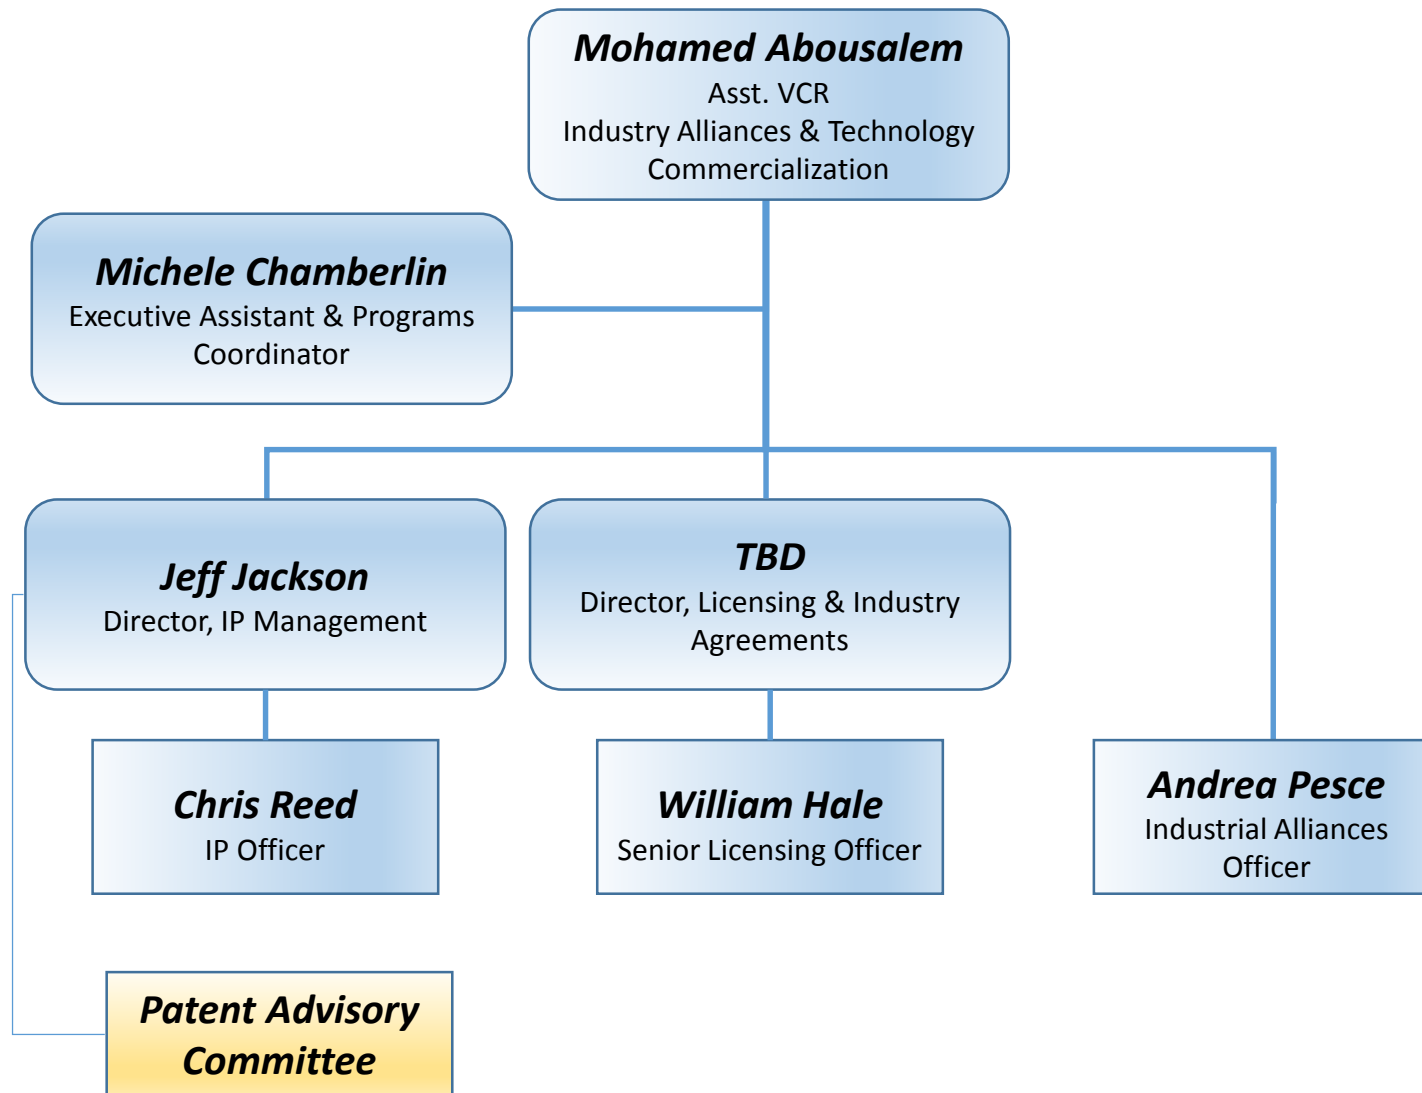 Mohamed Abousalem
Asst. VCR
Industry Alliances & Technology
Commercialization
Michele Chamberlin
Executive Assistant & Programs
Coordinator
Jeff Jackson
Director, IP Management
TBD
Director, Licensing & Industry
Agreements
Chris Reed
IP Officer
William Hale
Senior Licensing Officer
Andrea Pesce
Industrial Alliances
Officer
Patent Advisory
Committee